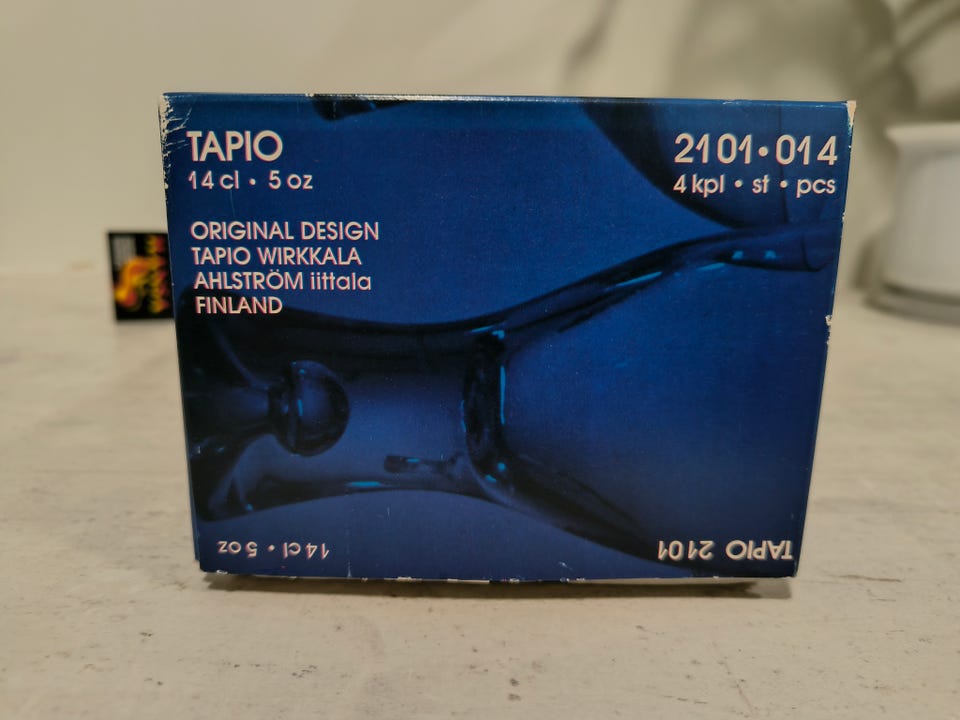 TAPIO
14 cl • 5 oz
2101•014
4 kpl • st • pcs
ORIGINAL DESIGN
TAPIO WIRKKALA
AHLSTRÖM iittala
FINLAND
14 cl • 5 oz
TAPIO 2101